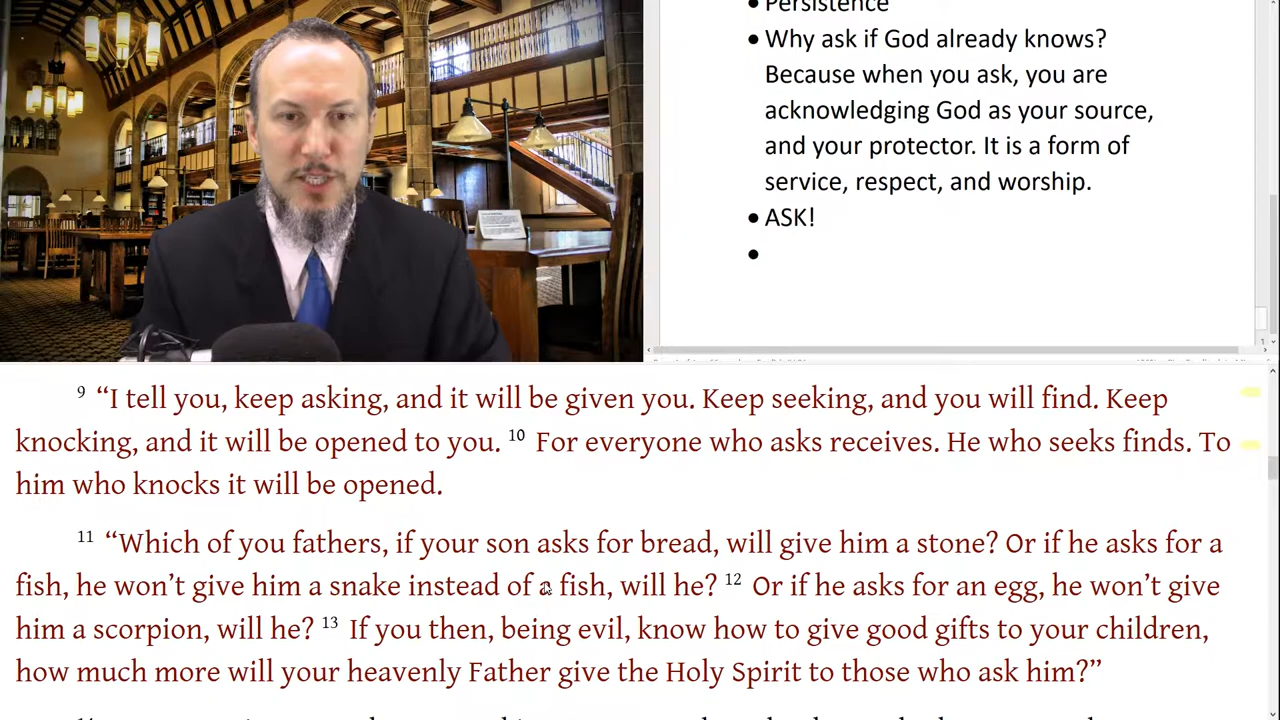 • Persistence
• Why ask if God already knows?
Because when you ask, you are
acknowledging God as your source,
and your protector. It is a form of
service, respect, and worship.
• ASK!
•
9 “I tell you, keep asking, and it will be given you. Keep seeking, and you will find. Keep
knocking, and it will be opened to you. 10 For everyone who asks receives. He who seeks finds. To
him who knocks it will be opened.
11 “Which of you fathers, if your son asks for bread, will give him a stone? Or if he asks for a
fish, he won’t give him a snake instead of a fish, will he? 12 Or if he asks for an egg, he won’t give
him a scorpion, will he? 13 If you then, being evil, know how to give good gifts to your children,
how much more will your heavenly Father give the Holy Spirit to those who ask him?”